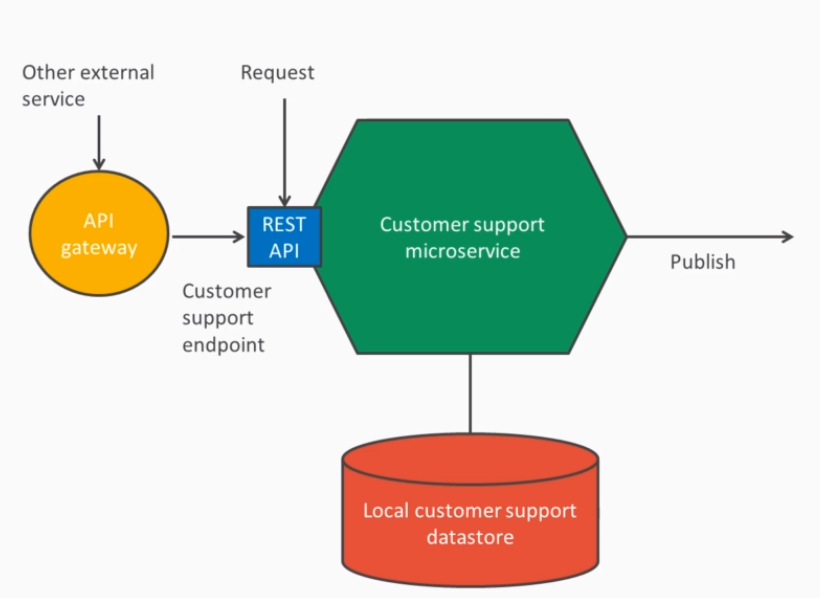 Other external
service
Request
API
gateway
REST
API
Customer support
microservice
Publish
Customer
support
endpoint
Local customer support
datastore